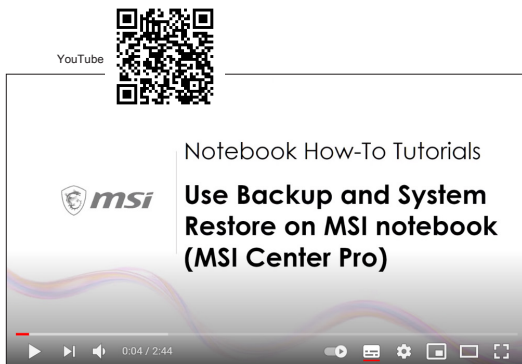 YouTube
Notebook How-To Tutorials
msi
Use Backup and System
Restore on MSI notebook
(MSI Center Pro)
0:04 / 2:44